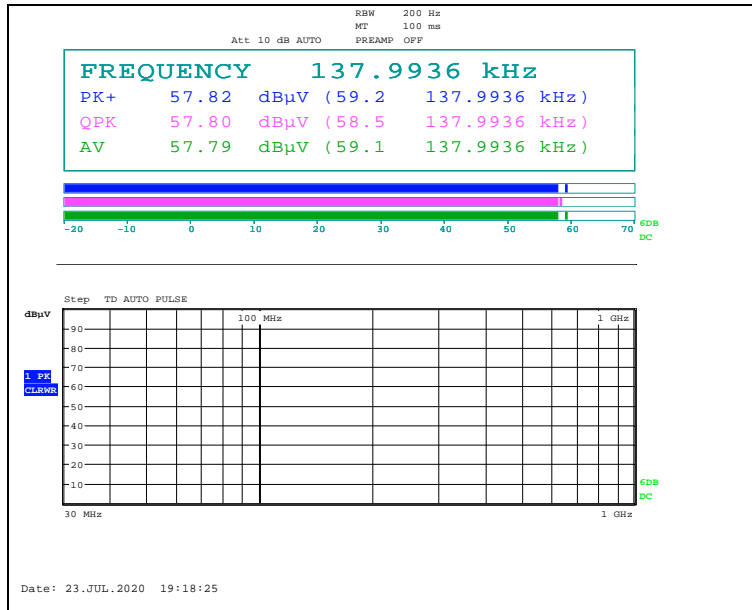 RBW 200 Hz
MT 100 ms
Att 10 dB AUTO PREAMP OFF
FREQUENCY 137.9936 kHz
PK+ 57.82 dBµV (59.2 137.9936 kHz)
QPK 57.80 dBµV (58.5 137.9936 kHz)
AV 57.79 dBµV (59.1 137.9936 kHz)
-20 -10 0 10 20 30 40 50 60 70
6DB
DC
Step TD AUTO PULSE
dBµV
100 MHz 1 GHz
90
80
70
1 PK
60
CLRWR
50
40
30
20
10
6DB
DC
30 MHz 1 GHz
Date: 23.JUL.2020 19:18:25